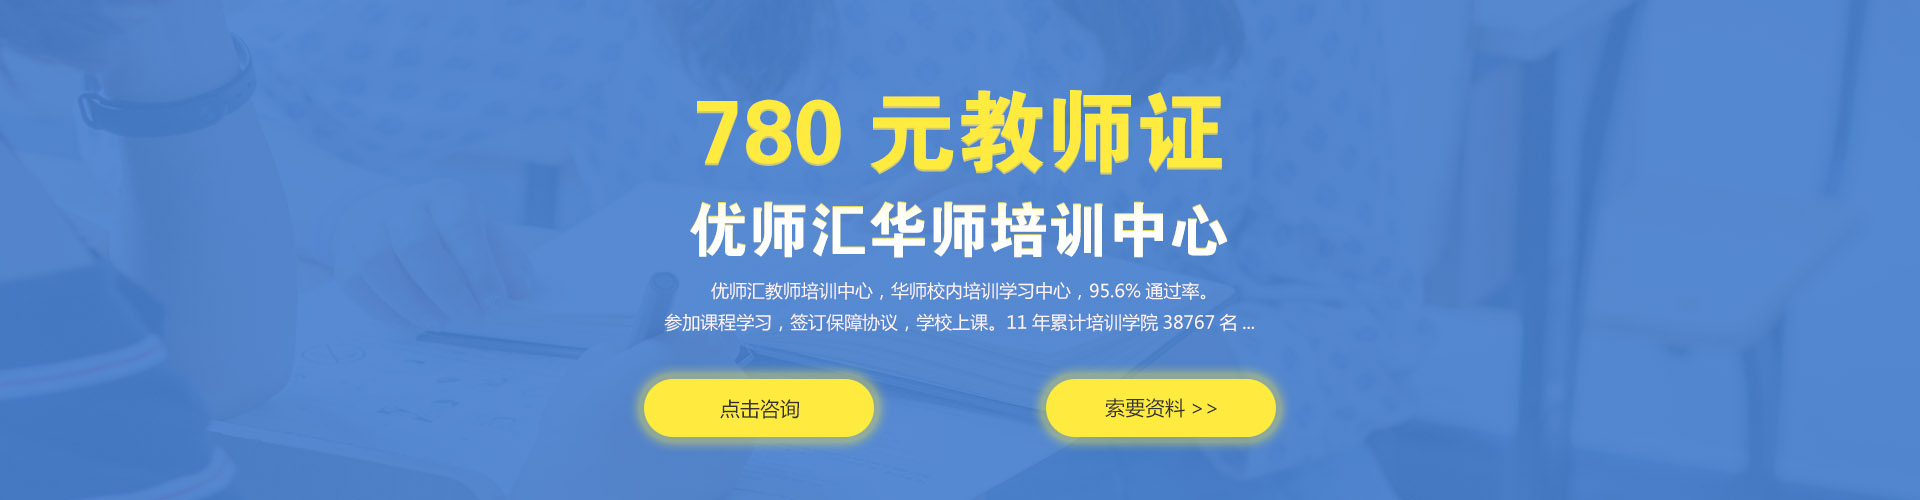 780 元教师证
优师汇华师培训中心
优师汇教师培训中心，华师校内培训学习中心，95.6% 通过率。
参加课程学习，签订保障协议，学校上课。11 年累计培训学院 38767 名 ...
点击咨询
索要资料 >>